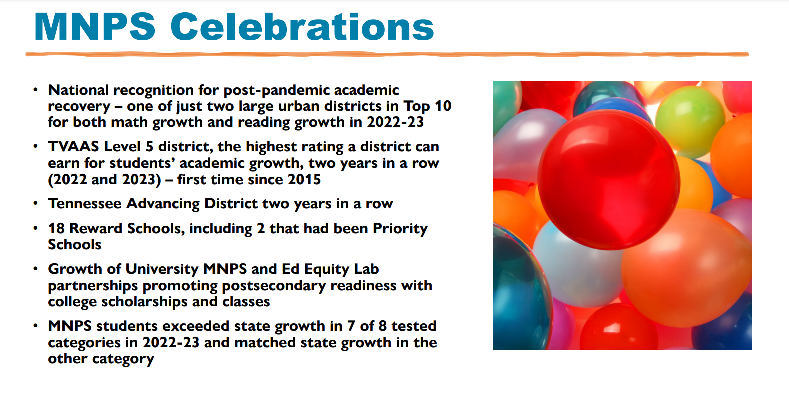 MNPS Celebrations
• National recognition for post-pandemic academic
recovery – one of just two large urban districts in Top 10
for both math growth and reading growth in 2022-23
• TVAAS Level 5 district, the highest rating a district can
earn for students’ academic growth, two years in a row
(2022 and 2023) – first time since 2015
• Tennessee Advancing District two years in a row
• 18 Reward Schools, including 2 that had been Priority
Schools
• Growth of University MNPS and Ed Equity Lab
partnerships promoting postsecondary readiness with
college scholarships and classes
• MNPS students exceeded state growth in 7 of 8 tested
categories in 2022-23 and matched state growth in the
other category